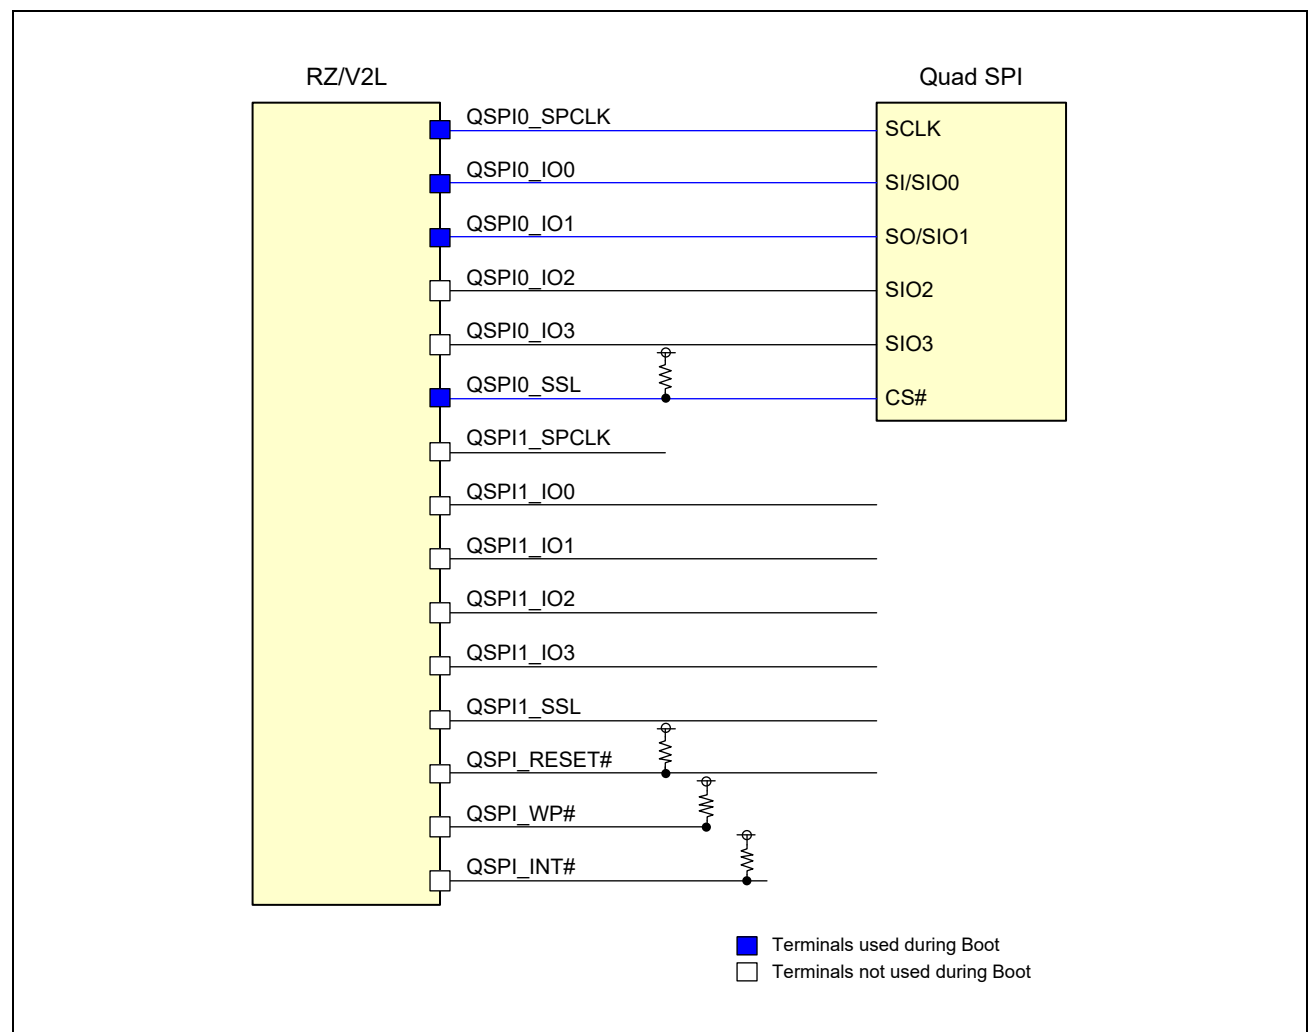 RZ/V2L
Quad SPI
QSPI0_SPCLK
SCLK
QSPI0_IO0
SI/SIO0
QSPI0_IO1
SO/SIO1
QSPI0_IO2
SIO2
QSPI0_IO3
SIO3
QSPI0_SSL
CS#
QSPI1_SPCLK
QSPI1_IO0
QSPI1_IO1
QSPI1_IO2
QSPI1_IO3
QSPI1_SSL
QSPI_RESET#
QSPI_WP#
QSPI_INT#
Terminals used during Boot
Terminals not used during Boot